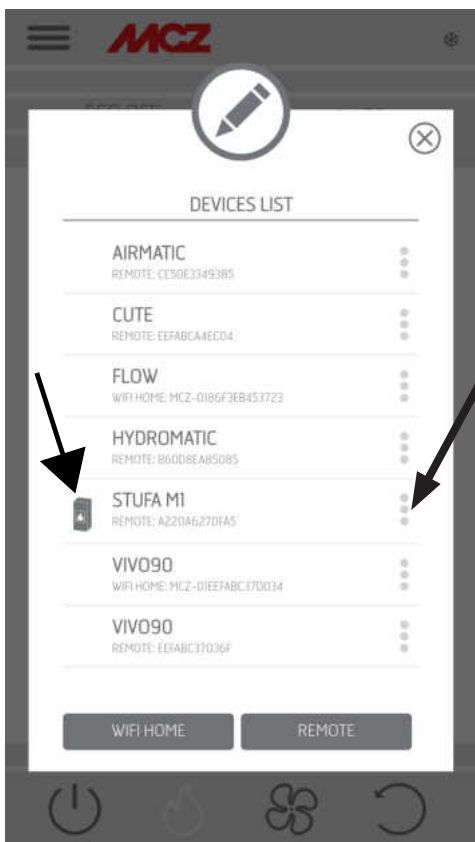 MCZ
DEVICES LIST
AIRMATIC
REMOTE: CE50E3349385
CUTE
REMOTE: EEFABCA4EC04
FLOW
WIFI HOME: MCZ-0186F3EB453723
HYDROMATIC
REMOTE: 860D8EA85085
STUFA M1
REMOTE: A220A627DFA5
VIVO90
WIFI HOME: MCZ-01EEFABC37D034
VIVO90
REMOTE: EEFABC37036F
WIFI HOME
REMOTE